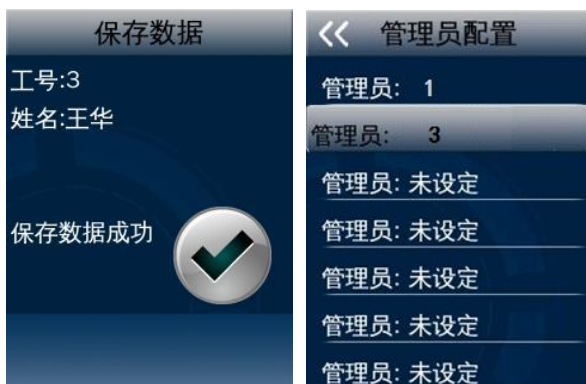 保存数据
工号:3
姓名:王华
保存数据成功
管理员配置
管理员: 1
管理员: 3
管理员: 未设定
管理员: 未设定
管理员: 未设定
管理员: 未设定
管理员: 未设定